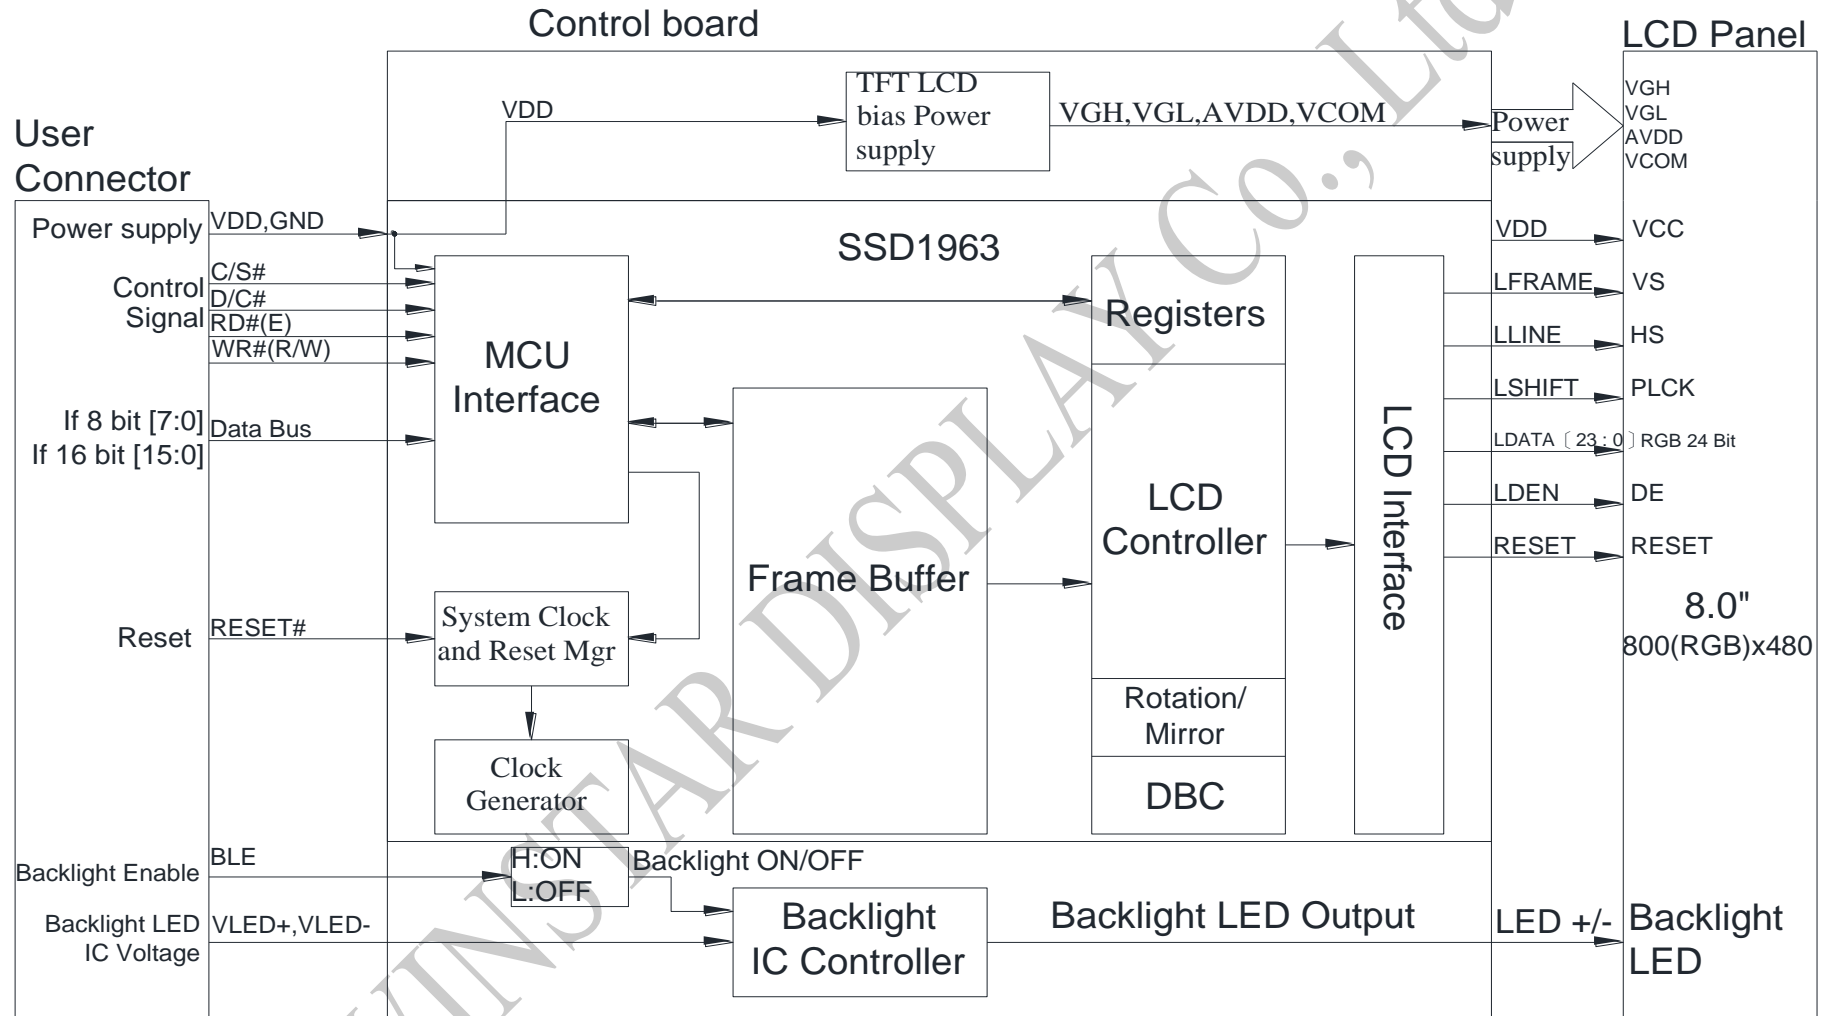 Control board
LCD Panel
User
Connector
VDD
TFT LCD
bias Power
supply
VGH,VGL,AVDD,VCOM
Power
supply
VGH
VGL
AVDD
VCOM
Power supply
VDD,GND
SSD1963
VDD
VCC
Control
Signal
C/S#
D/C#
RD#(E)
WR#(R/W)
MCU
Interface
Registers
LFRAME
VS
LLINE
HS
LSHIFT
PLCK
If 8 bit [7:0]
If 16 bit [15:0]
Data Bus
LCD Interface
LDATA〔23:0〕RGB 24 Bit
LCD
Controller
LDEN
DE
RESET
RESET
Frame Buffer
8.0"
800(RGB)x480
Reset
RESET#
System Clock
and Reset Mgr
Rotation/
Mirror
Clock
Generator
DBC
Backlight Enable
BLE
H:ON
L:OFF
Backlight ON/OFF
Backlight LED
IC Voltage
VLED+,VLED-
Backlight
IC Controller
Backlight LED Output
LED +/-
Backlight
LED
WINSTAR DISPLAY Co., Ltd